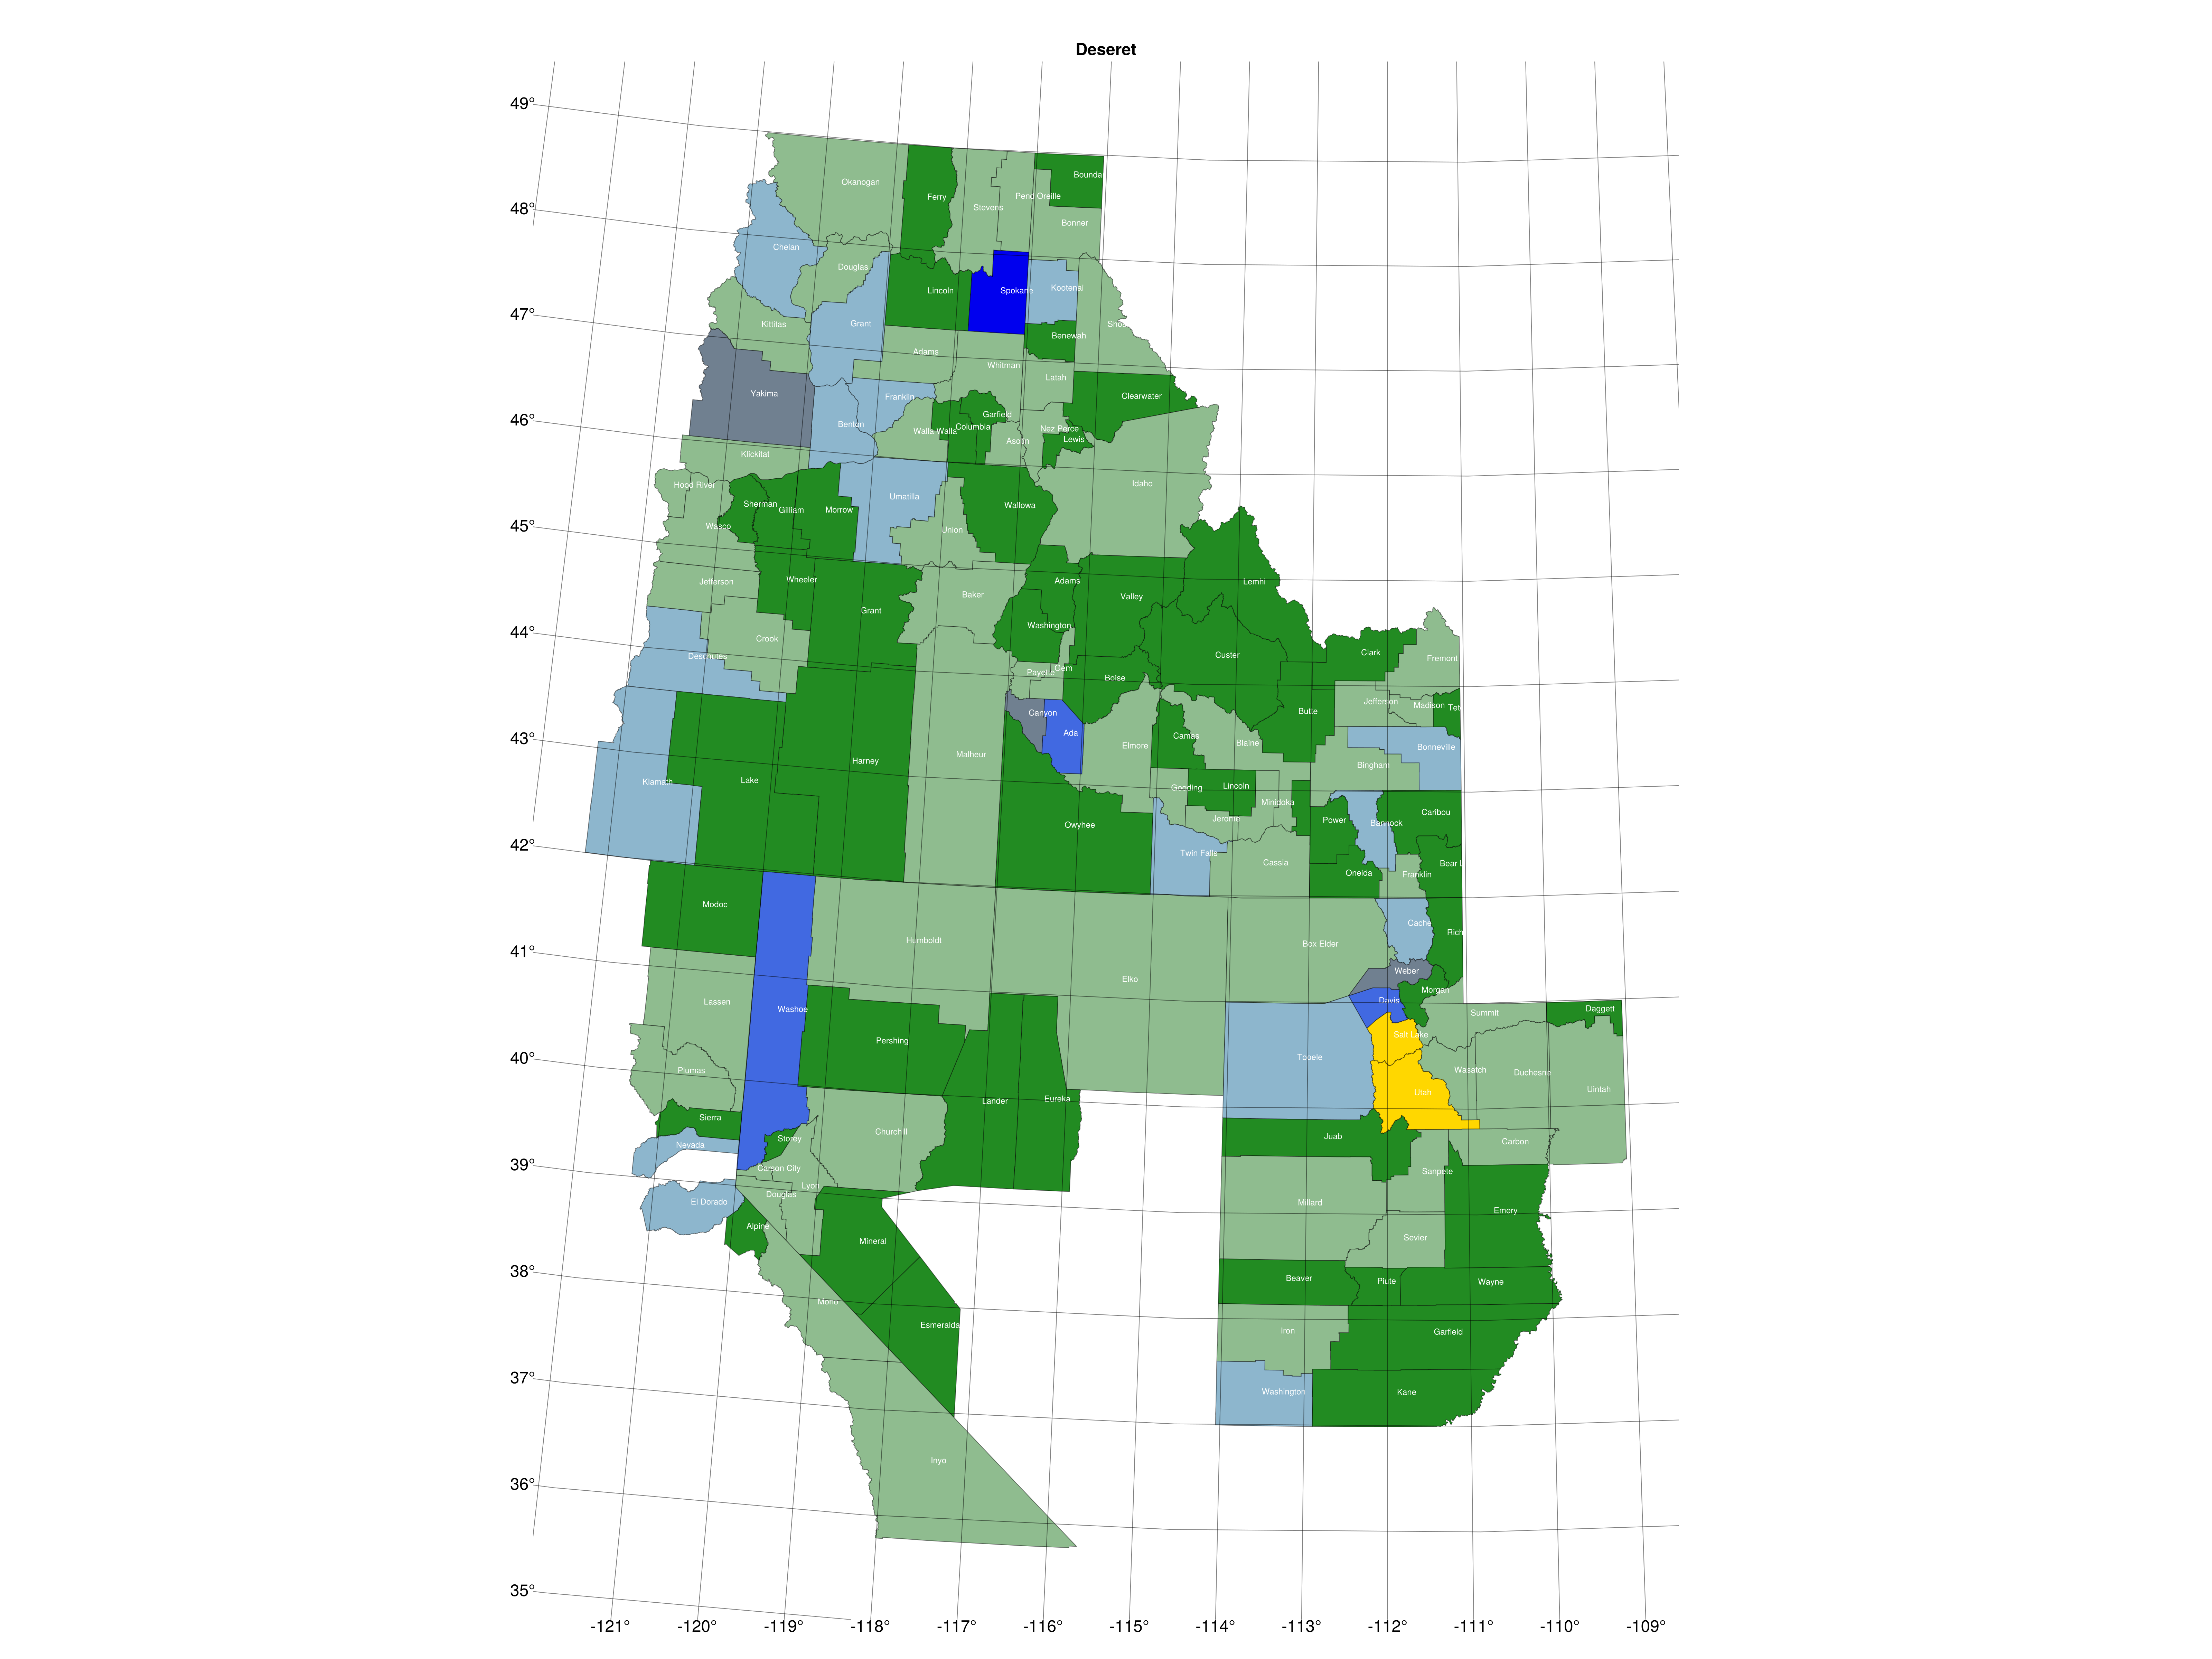 Deseret
49°
48°
47°
46°
45°
44°
43°
42°
41°
40°
39°
38°
37°
36°
35°
Okanogan
Ferry
Stevens
Pend Oreille
Boundar
Bonner
Chelan
Douglas
Lincoln
Spokane
Kootenai
Kittitas
Grant
Benewah
Shos
Adams
Whitman
Latah
Yakima
Franklin
Clearwater
Benton
Walla Walla
Columbia
Garfield
Asotin
Nez Perce
Lewis
Klickitat
Hood River
Idaho
Sherman
Gilliam
Morrow
Umatilla
Wallowa
Wasco
Union
Jefferson
Wheeler
Grant
Baker
Adams
Valley
Lemhi
Crook
Washington
Deschutes
Custer
Clark
Fremont
Payette
Gem
Boise
Canyon
Ada
Butte
Jefferson
Madison
Tet
Klamath
Lake
Harney
Malheur
Elmore
Camas
Blaine
Bonneville
Bingham
Gooding
Lincoln
Minidoka
Jerome
Owyhee
Power
Bannock
Caribou
Twin Falls
Cassia
Oneida
Franklin
Bear L
Modoc
Humboldt
Elko
Box Elder
Cache
Rich
Weber
Morgan
Davis
Lassen
Washoe
Pershing
Summit
Daggett
Salt Lake
Tooele
Plumas
Lander
Eureka
Utah
Wasatch
Duchesne
Uintah
Sierra
Nevada
Storey
Churchill
Juab
Carbon
Carson City
Sanpete
El Dorado
Douglas
Lyon
Millard
Emery
Alpine
Mineral
Sevier
Mono
Beaver
Piute
Wayne
Esmeralda
Iron
Garfield
Washington
Kane
Inyo
-121°
-120°
-119°
-118°
-117°
-116°
-115°
-114°
-113°
-112°
-111°
-110°
-109°